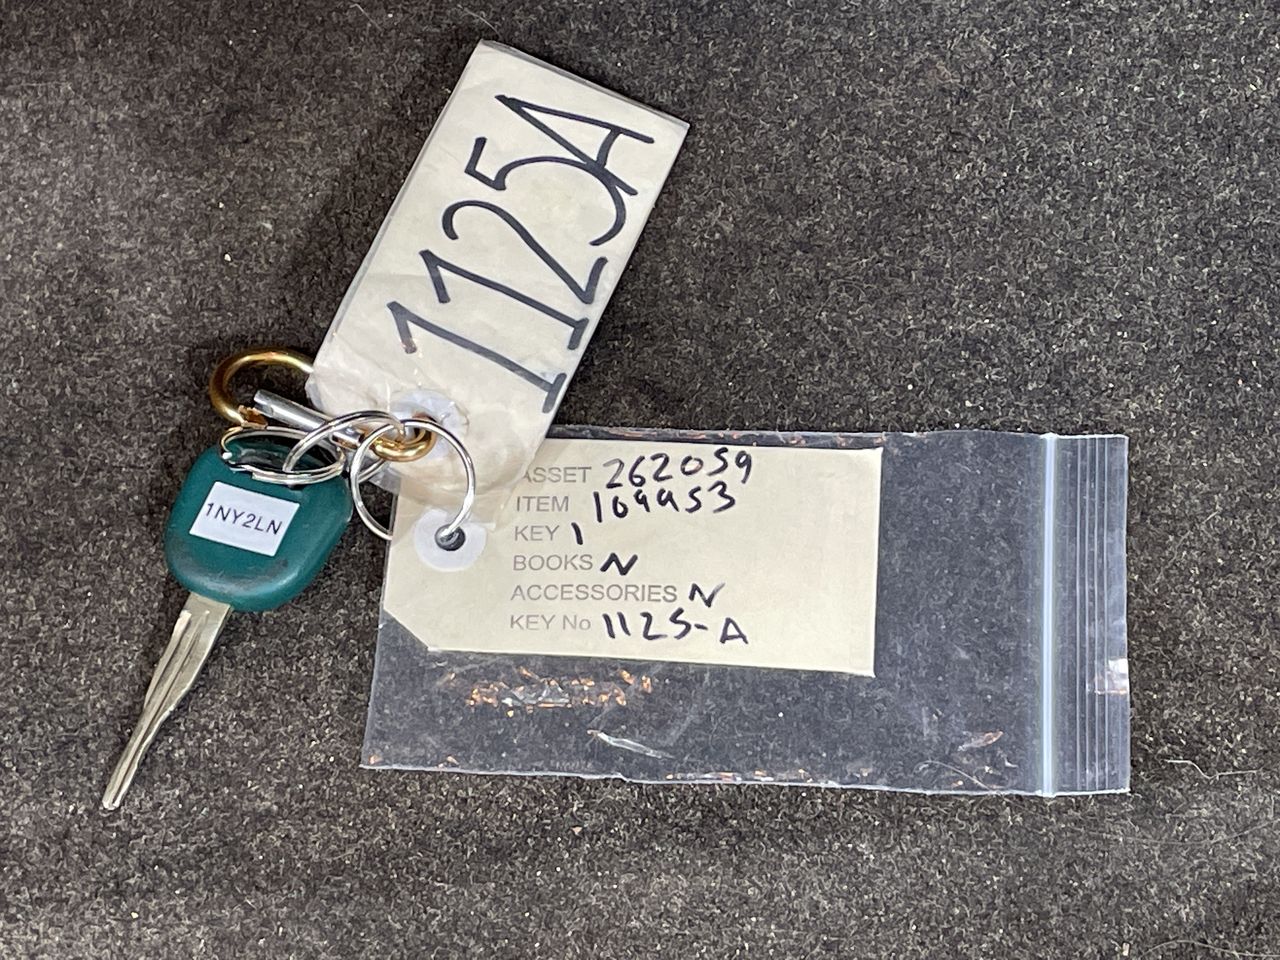 1125A
1NY2LN
ASSET 262059
ITEM 109953
KEY 1
BOOKS N
ACCESSORIES N
KEY No 1125-A